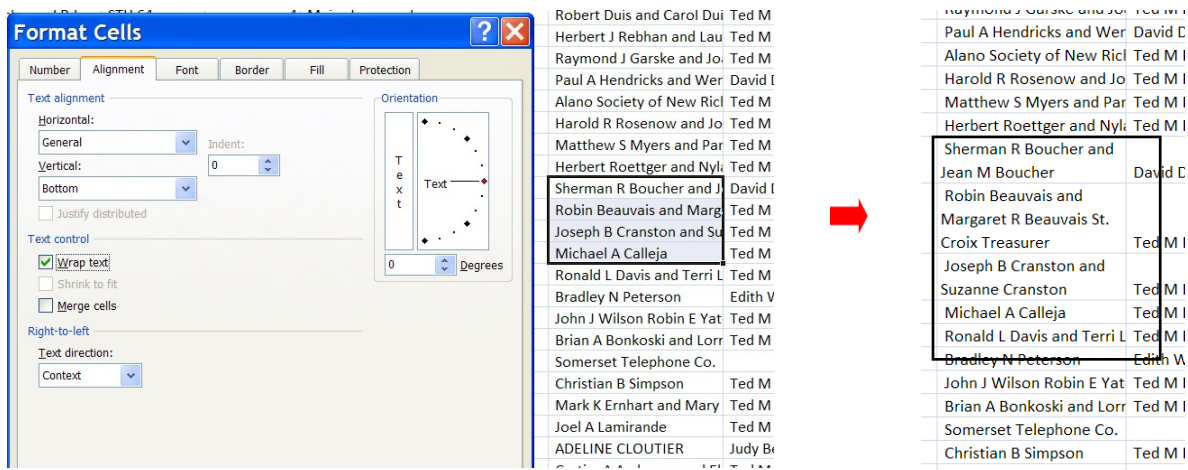 Format Cells
?
X
Number Alignment Font Border Fill Protection
Text alignment
Horizontal:
General
Indent:
Vertical:
0
Bottom
Justify distributed
Text control
Wrap text
Shrink to fit
Merge cells
Right-to-left
Text direction:
Context
Orientation
Text
Text
0 Degrees
Robert Duis and Carol Dui Ted M
Herbert J Rebhan and Lau Ted M
Raymond J Garske and Jo Ted M
Paul A Hendricks and Wer David D
Alano Society of New Rich Ted M
Harold R Rosenow and Jo Ted M
Matthew S Myers and Par Ted M
Herbert Roettger and Nyla Ted M
Sherman R Boucher and J David D
Robin Beauvais and Marg Ted M
Joseph B Cranston and Su Ted M
Michael A Calleja Ted M
Ronald L Davis and Terri L Ted M
Bradley N Peterson Edith W
John J Wilson Robin E Yat Ted M
Brian A Bonkoski and Lorr Ted M
Somerset Telephone Co.
Christian B Simpson Ted M
Mark K Ernhart and Mary Ted M
Joel A Lamirande Ted M
ADELINE CLOUTIER Judy Be
Paul A Hendricks and Wer David D
Alano Society of New Rich Ted M
Harold R Rosenow and Jo Ted M
Matthew S Myers and Par Ted M
Herbert Roettger and Nyla Ted M
Sherman R Boucher and
Jean M Boucher David D
Robin Beauvais and
Margaret R Beauvais St.
Croix Treasurer Ted M
Joseph B Cranston and
Suzanne Cranston Ted M
Michael A Calleja Ted M
Ronald L Davis and Terri L Ted M
Bradley N Peterson Edith W
John J Wilson Robin E Yat Ted M
Brian A Bonkoski and Lorr Ted M
Somerset Telephone Co.
Christian B Simpson Ted M